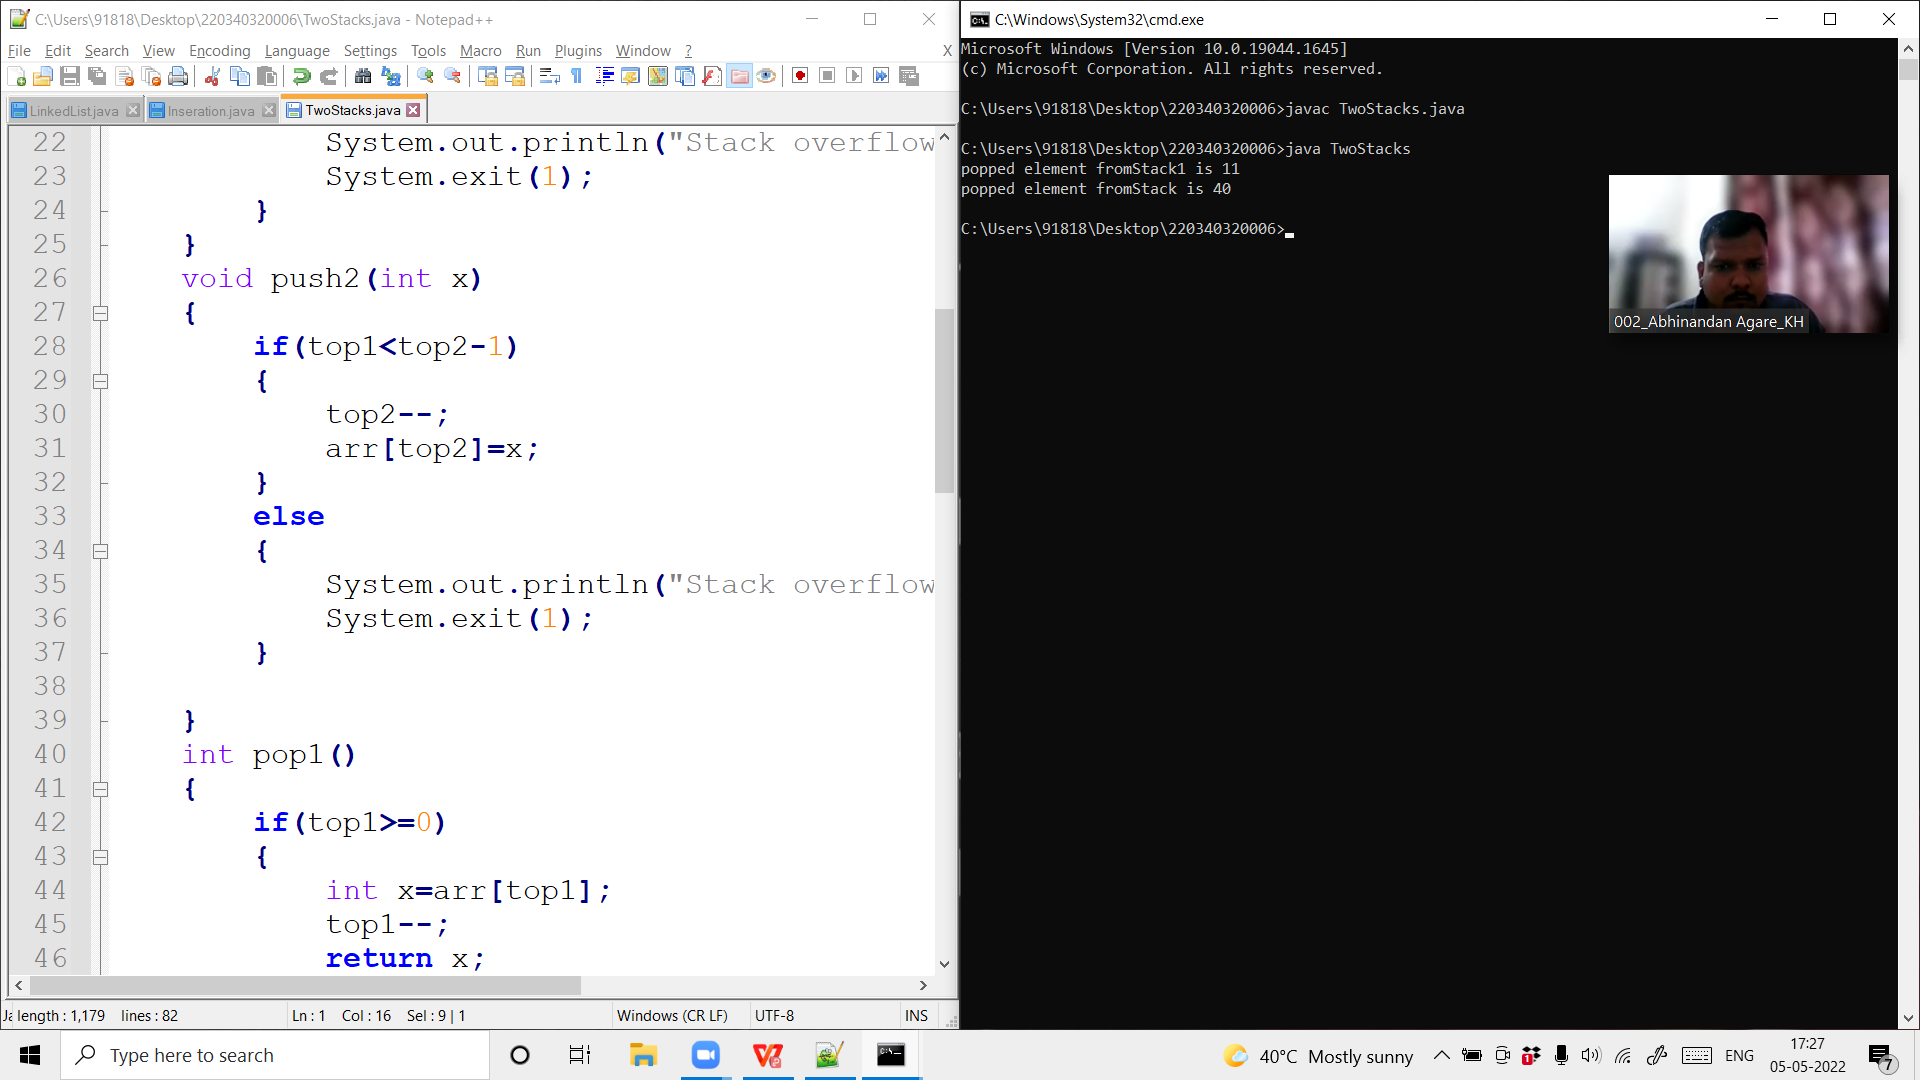 C:\Users\91818\Desktop\220340320006\TwoStacks.java - Notepad++
File Edit Search View Encoding Language Settings Tools Macro Run Plugins Window ? X
LinkedList.java Inseration.java TwoStacks.java
22 System.out.println("Stack overflow
23 System.exit(1);
24 }
25 }
26 void push2(int x)
27 {
28 if(top1<top2-1)
29 {
30 top2--;
31 arr[top2]=x;
32 }
33 else
34 {
35 System.out.println("Stack overflow
36 System.exit(1);
37 }
38
39 }
40 int pop1()
41 {
42 if(top1>=0)
43 {
44 int x=arr[top1];
45 top1--;
46 return x;
Ja length : 1,179 lines : 82 Ln : 1 Col : 16 Sel : 9 | 1 Windows (CR LF) UTF-8 INS
C:\Windows\System32\cmd.exe
Microsoft Windows [Version 10.0.19044.1645]
(c) Microsoft Corporation. All rights reserved.
C:\Users\91818\Desktop\220340320006>javac TwoStacks.java
C:\Users\91818\Desktop\220340320006>java TwoStacks
popped element fromStack1 is 11
popped element fromStack is 40
C:\Users\91818\Desktop\220340320006>
002_Abhinandan Agare_KH
Type here to search
40°C Mostly sunny
ENG
17:27
05-05-2022
7